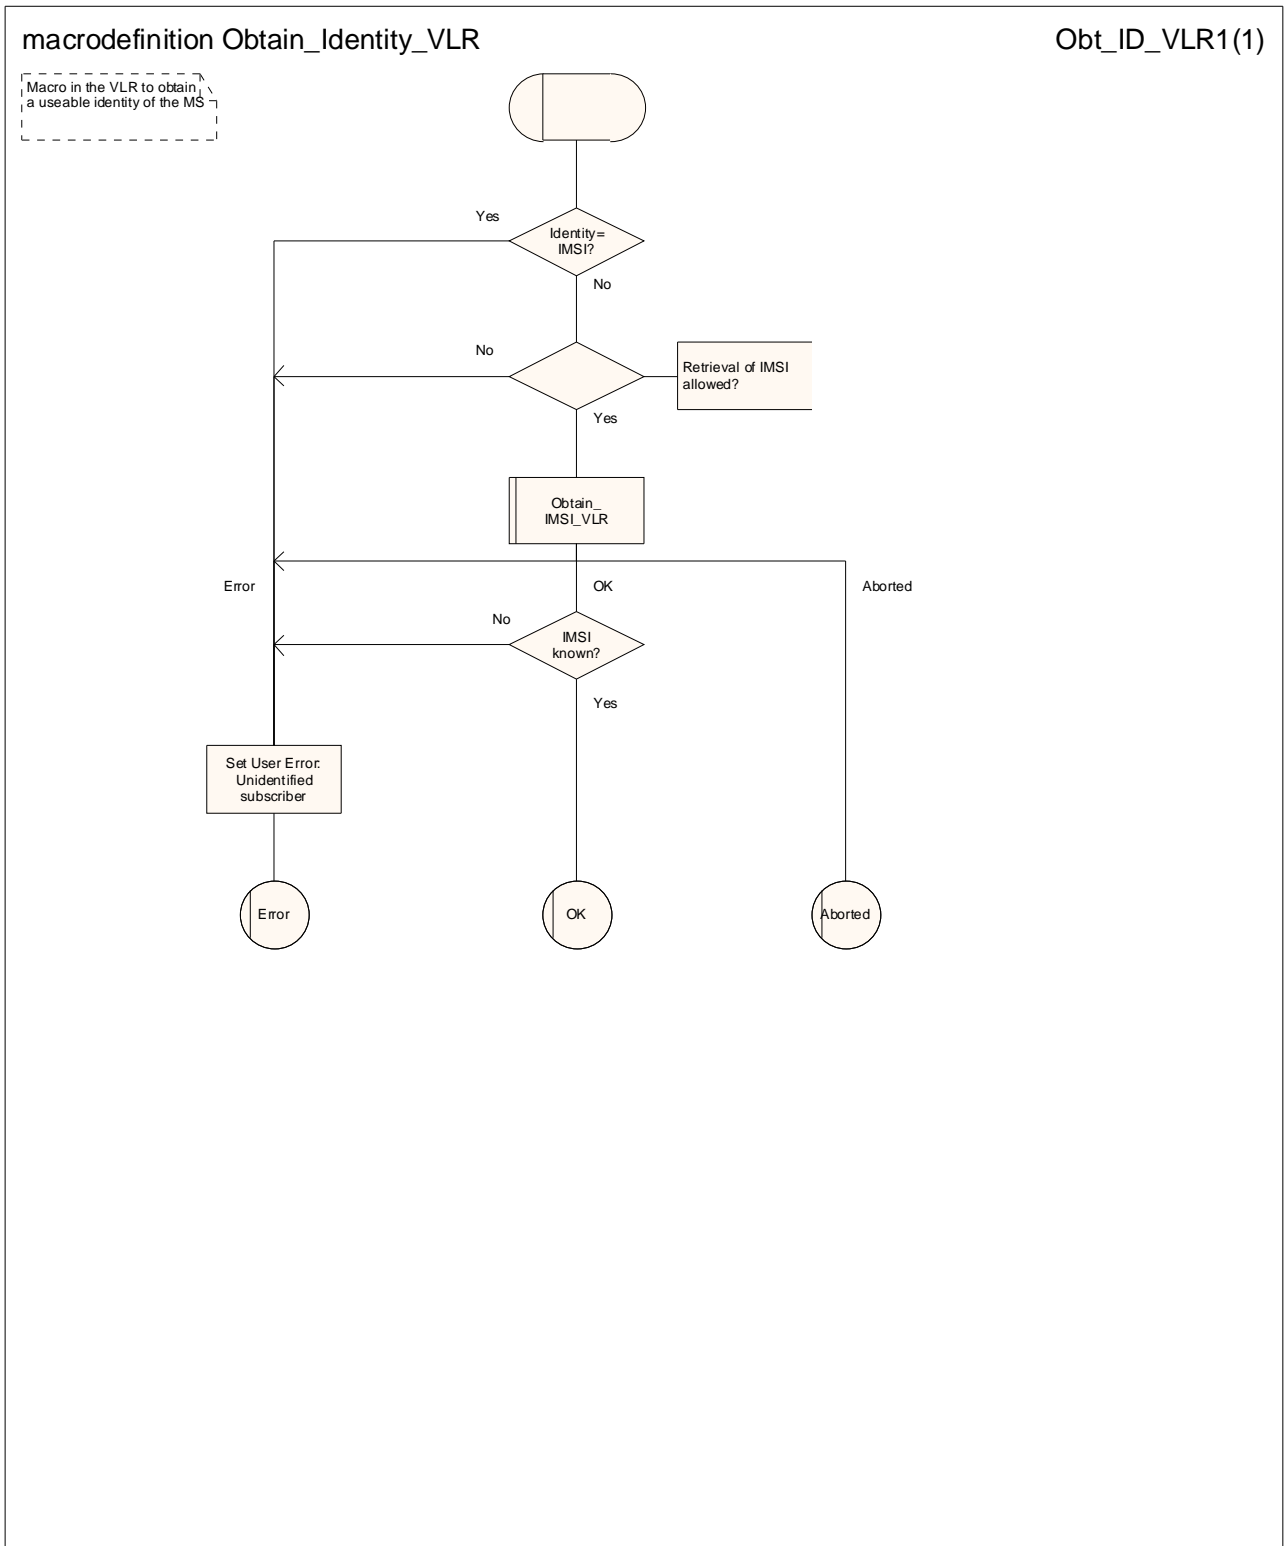 macrodefinition Obtain_Identity_VLR
Obt_ID_VLR1(1)
Macro in the VLR to obtain
a useable identity of the MS
Yes
Identity=
IMSI?
No
No
Retrieval of IMSI
allowed?
Yes
Obtain_
IMSI_VLR
Error
OK
Aborted
No
IMSI
known?
Yes
Set User Error:
Unidentified
subscriber
Error
OK
Aborted